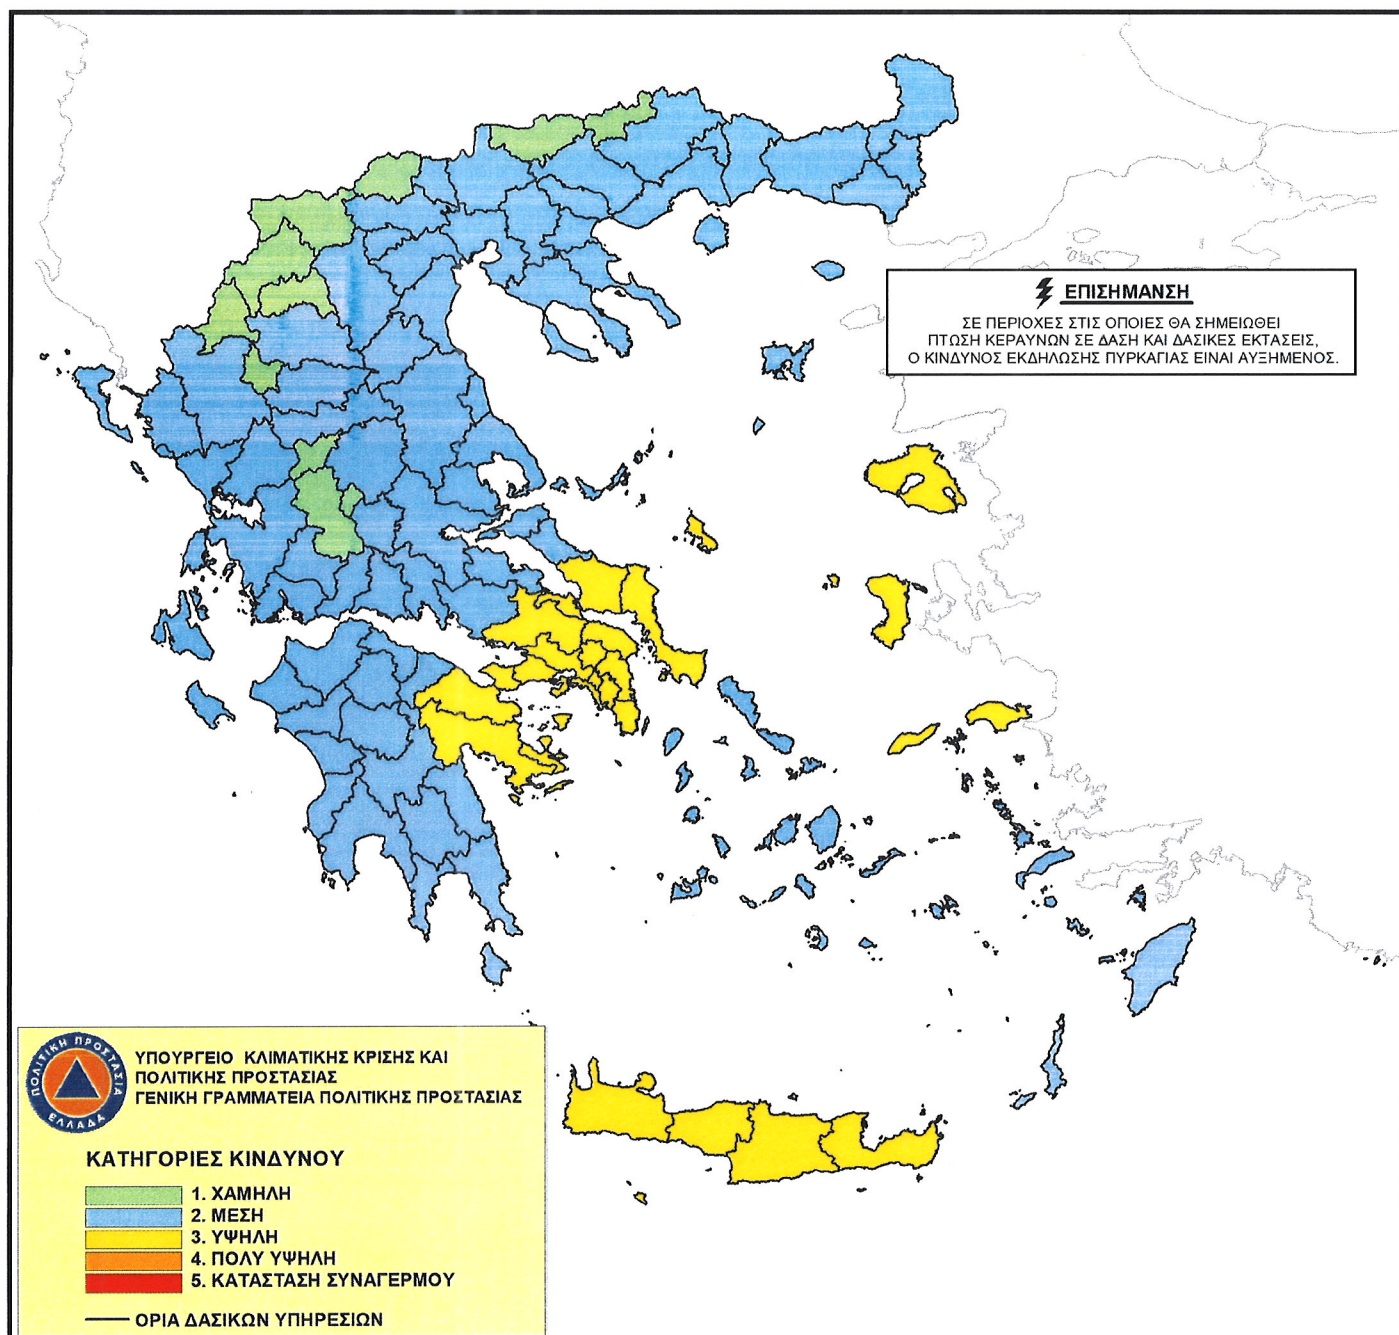 ΕΠΙΣΗΜΑΝΣΗ
ΣΕ ΠΕΡΙΟΧΕΣ ΣΤΙΣ ΟΠΟΙΕΣ ΘΑ ΣΗΜΕΙΩΘΕΙ
ΠΤΩΣΗ ΚΕΡΑΥΝΩΝ ΣΕ ΔΑΣΗ ΚΑΙ ΔΑΣΙΚΕΣ ΕΚΤΑΣΕΙΣ,
Ο ΚΙΝΔΥΝΟΣ ΕΚΔΗΛΩΣΗΣ ΠΥΡΚΑΓΙΑΣ ΕΙΝΑΙ ΑΥΞΗΜΕΝΟΣ.
ΠΟΛΙΤΙΚΗ ΠΡΟΣΤΑΣΙΑ
ΕΛΛΑΔΑ
ΥΠΟΥΡΓΕΙΟ ΚΛΙΜΑΤΙΚΗΣ ΚΡΙΣΗΣ ΚΑΙ
ΠΟΛΙΤΙΚΗΣ ΠΡΟΣΤΑΣΙΑΣ
ΓΕΝΙΚΗ ΓΡΑΜΜΑΤΕΙΑ ΠΟΛΙΤΙΚΗΣ ΠΡΟΣΤΑΣΙΑΣ
ΚΑΤΗΓΟΡΙΕΣ ΚΙΝΔΥΝΟΥ
1. ΧΑΜΗΛΗ
2. ΜΕΣΗ
3. ΥΨΗΛΗ
4. ΠΟΛΥ ΥΨΗΛΗ
5. ΚΑΤΑΣΤΑΣΗ ΣΥΝΑΓΕΡΜΟΥ
ΟΡΙΑ ΔΑΣΙΚΩΝ ΥΠΗΡΕΣΙΩΝ